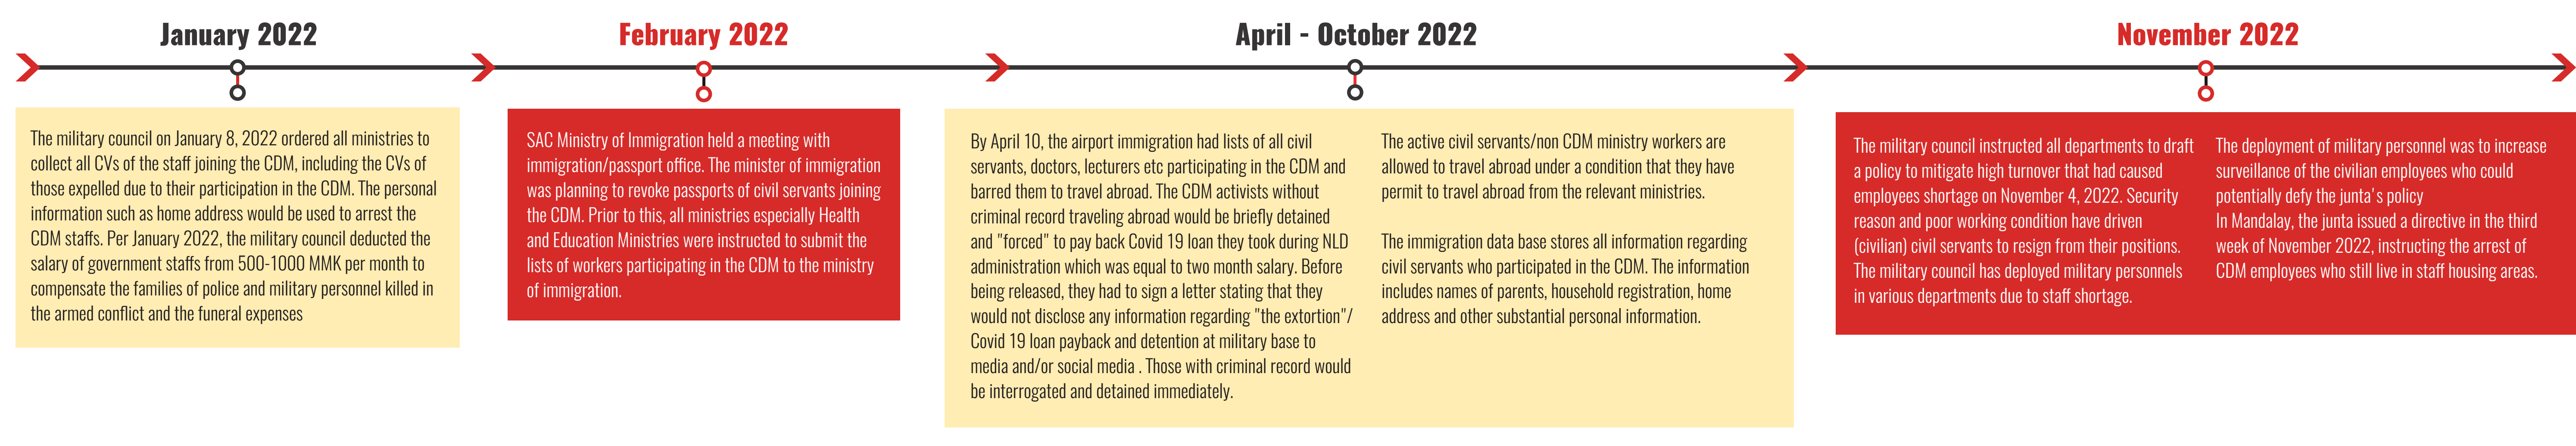 January 2022
The military council on January 8, 2022 ordered all ministries to
collect all CVs of the staff joining the CDM, including the CVs of
those expelled due to their participation in the CDM. The personal
information such as home address would be used to arrest the
CDM staffs. Per January 2022, the military council deducted the
salary of government staffs from 500-1000 MMK per month to
compensate the families of police and military personnel killed in
the armed conflict and the funeral expenses
February 2022
SAC Ministry of Immigration held a meeting with
immigration/passport office. The minister of immigration
was planning to revoke passports of civil servants joining
the CDM. Prior to this, all ministries especially Health
and Education Ministries were instructed to submit the
lists of workers participating in the CDM to the ministry
of immigration.
April - October 2022
By April 10, the airport immigration had lists of all civil
servants, doctors, lecturers etc participating in the CDM and
barred them to travel abroad. The CDM activists without
criminal record traveling abroad would be briefly detained
and "forced" to pay back Covid 19 loan they took during NLD
administration which was equal to two month salary. Before
being released, they had to sign a letter stating that they
would not disclose any information regarding "the extortion"/
Covid 19 loan payback and detention at military base to
media and/or social media . Those with criminal record would
be interrogated and detained immediately.
The active civil servants/non CDM ministry workers are
allowed to travel abroad under a condition that they have
permit to travel abroad from the relevant ministries.
The immigration data base stores all information regarding
civil servants who participated in the CDM. The information
includes names of parents, household registration, home
address and other substantial personal information.
November 2022
The military council instructed all departments to draft
a policy to mitigate high turnover that had caused
employees shortage on November 4, 2022. Security
reason and poor working condition have driven
(civilian) civil servants to resign from their positions.
The military council has deployed military personnels
in various departments due to staff shortage.
The deployment of military personnel was to increase
surveillance of the civilian employees who could
potentially defy the junta's policy
In Mandalay, the junta issued a directive in the third
week of November 2022, instructing the arrest of
CDM employees who still live in staff housing areas.